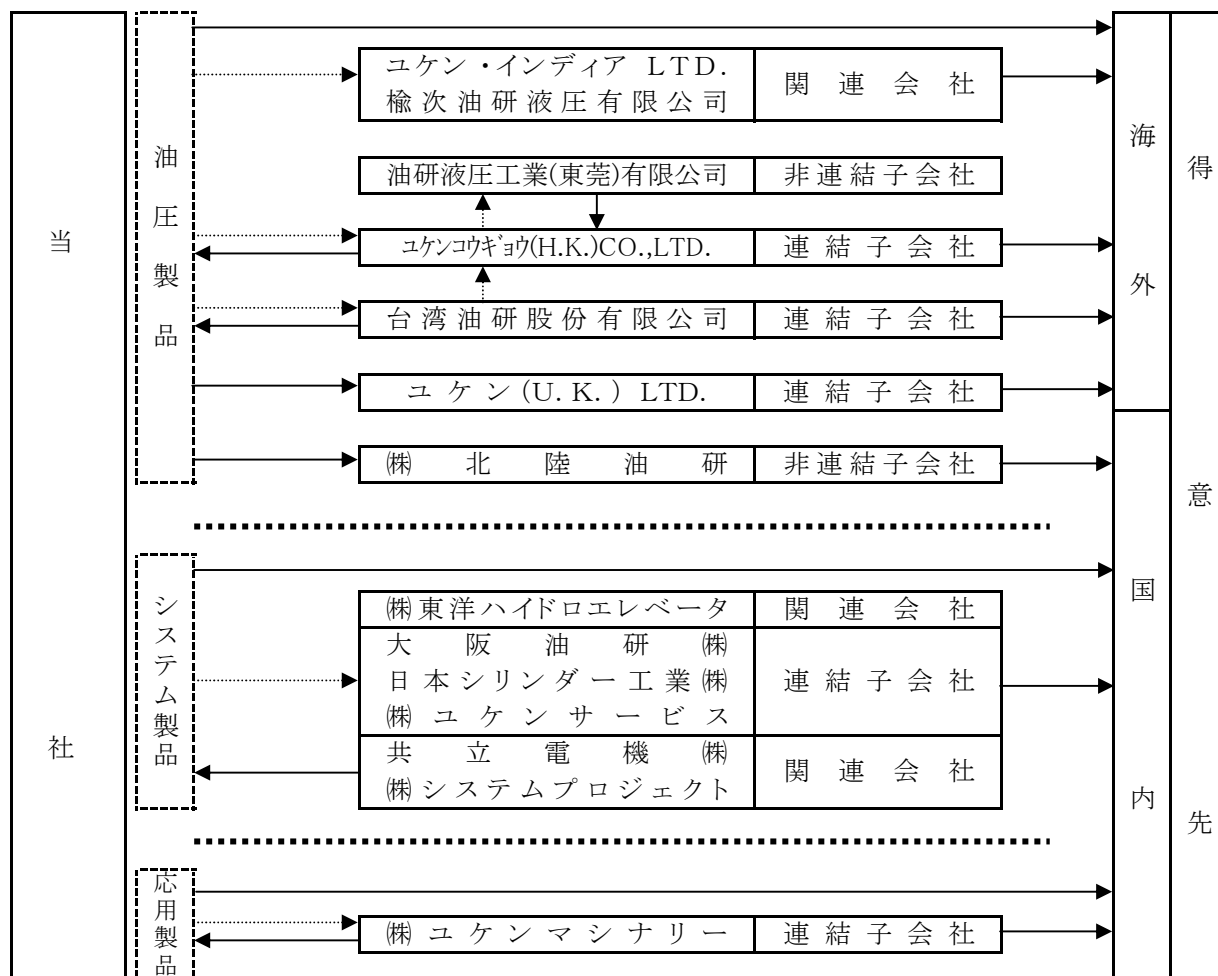 当社
油圧製品
ユケン・インディア LTD.
楡次油研液圧有限公司
関連会社
油研液圧工業(東莞)有限公司
非連結子会社
ユケンコウギョウ(H.K.)CO.,LTD.
連結子会社
台湾油研股份有限公司
連結子会社
ユケン(U.K.) LTD.
連結子会社
㈱北陸油研
非連結子会社
システム製品
㈱東洋ハイドロエレベータ
関連会社
大阪油研㈱
日本シリンダー工業㈱
㈱ユケンサービス
連結子会社
共立電機㈱
㈱システムプロジェクト
関連会社
応用製品
㈱ユケンマシナリー
連結子会社
海外
国内
得意先